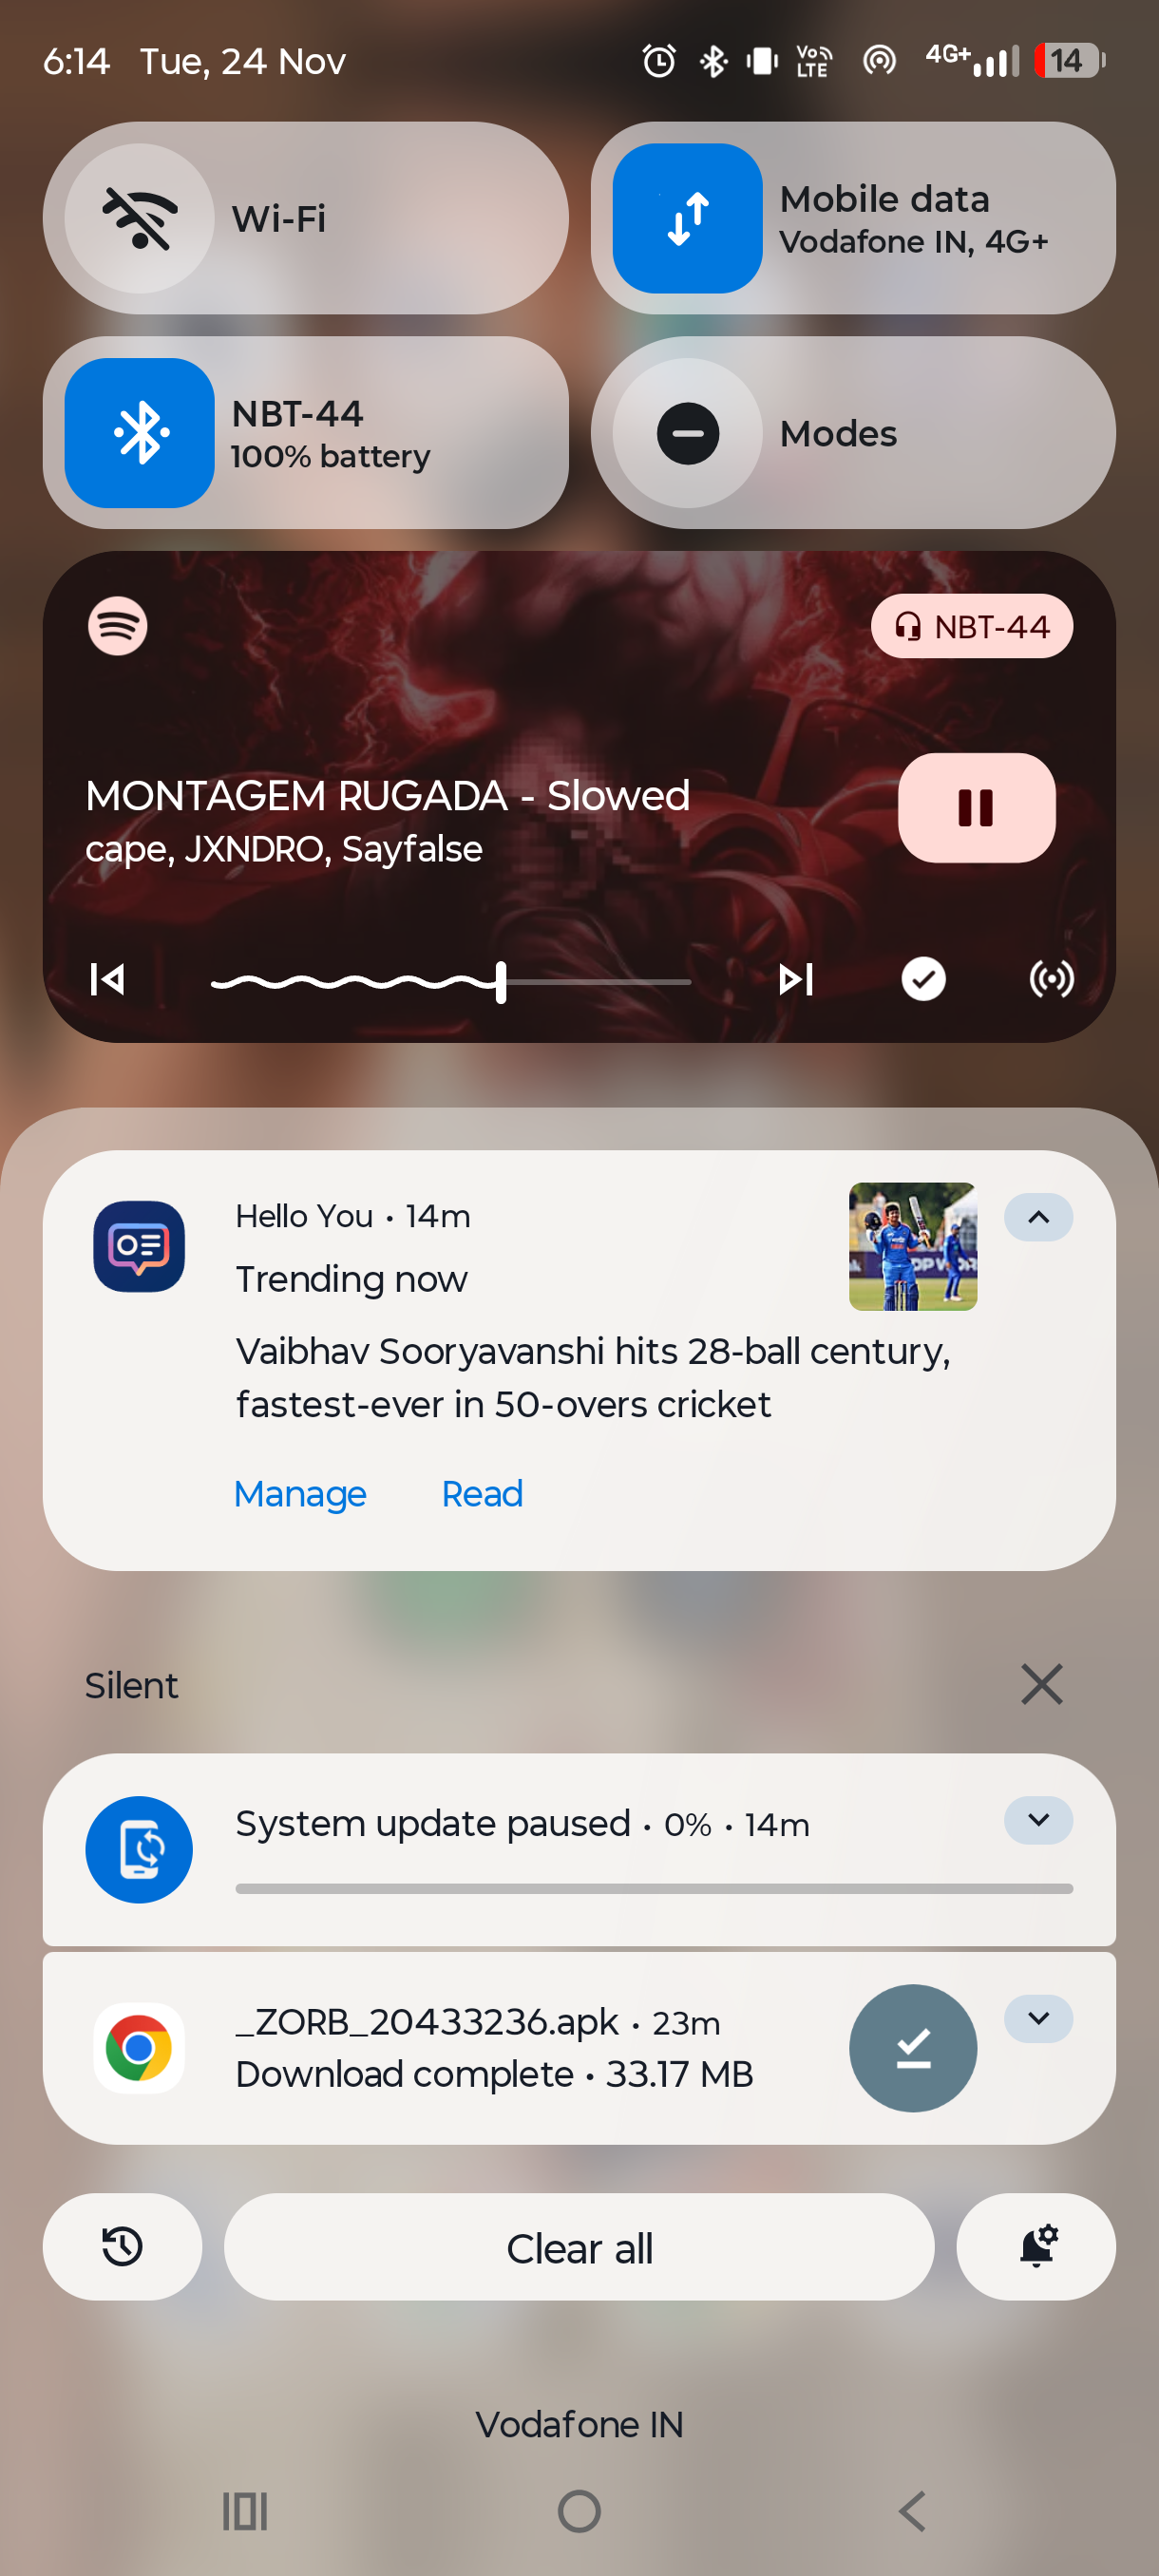 6:14 Tue, 24 Nov
Vo LTE 4G+ 14
Wi-Fi
Mobile data
Vodafone IN, 4G+
NBT-44
100% battery
Modes
NBT-44
MONTAGEM RUGADA - Slowed
cape, JXNDRO, Sayfalse
Hello You • 14m
Trending now
Vaibhav Sooryavanshi hits 28-ball century,
fastest-ever in 50-overs cricket
Manage Read
Silent
System update paused • 0% • 14m
_ZORB_20433236.apk • 23m
Download complete • 33.17 MB
Clear all
Vodafone IN